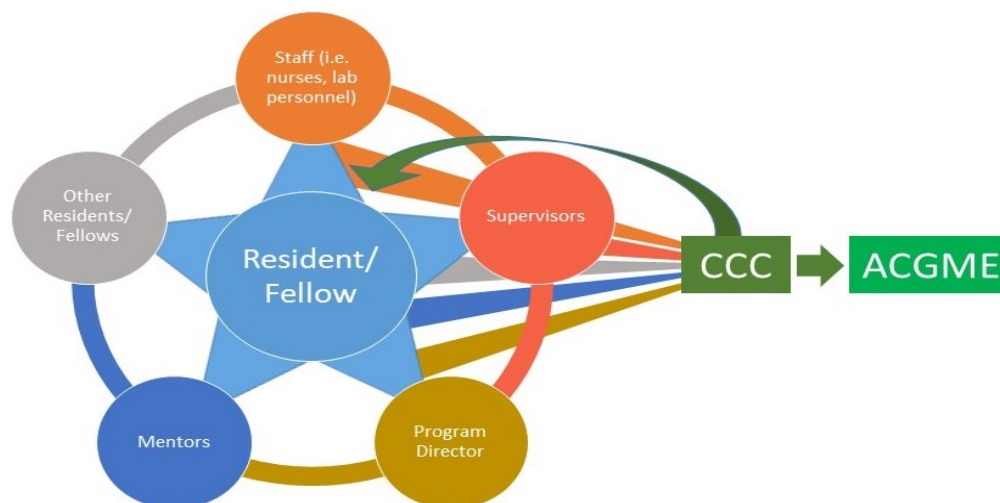 Staff (i.e.
nurses, lab
personnel)
Other
Residents/
Fellows
Supervisors
Resident/
Fellow
CCC
ACGME
Mentors
Program
Director